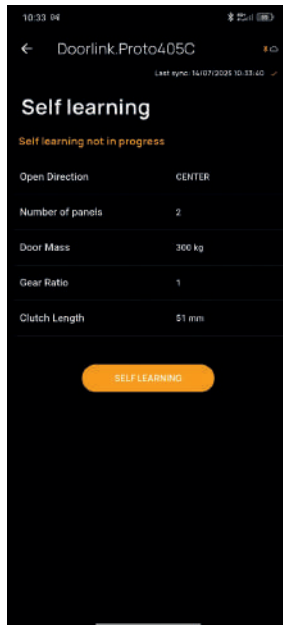 10:33
Doorlink.Proto405C
Last sync: 14/07/2025 10:33:40
Self learning
Self learning not in progress
Open Direction CENTER
Number of panels 2
Door Mass 300 kg
Gear Ratio 1
Clutch Length 51 mm
SELF LEARNING